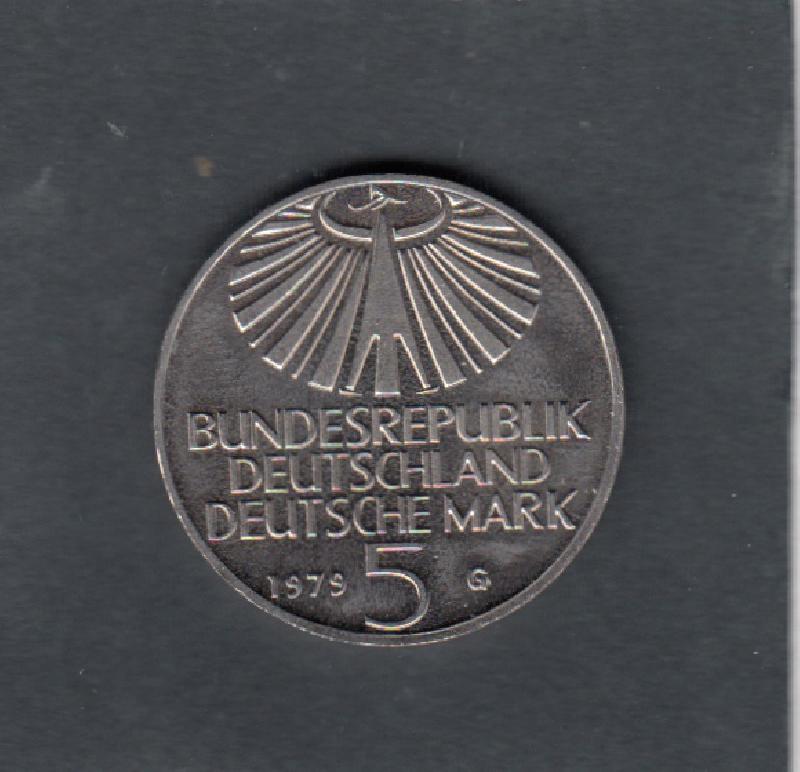 BUNDESREPUBLIK
DEUTSCHLAND
DEUTSCHE MARK
1979 5 G